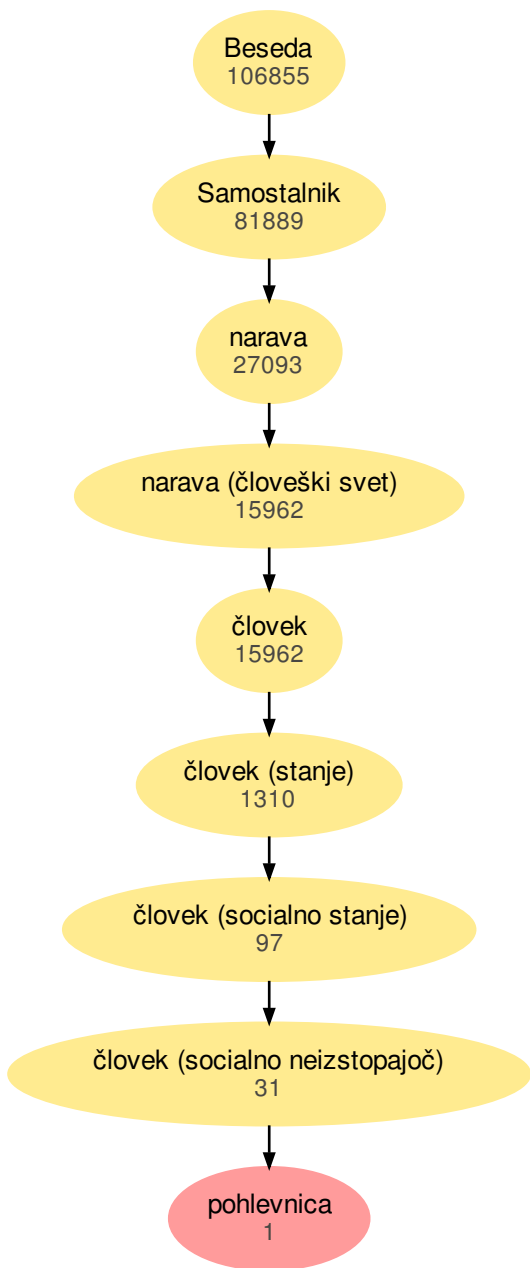 Beseda
106855
Samostalnik
81889
narava
27093
narava (človeški svet)
15962
človek
15962
človek (stanje)
1310
človek (socialno stanje)
97
človek (socialno neizstopajoč)
31
pohlevnica
1